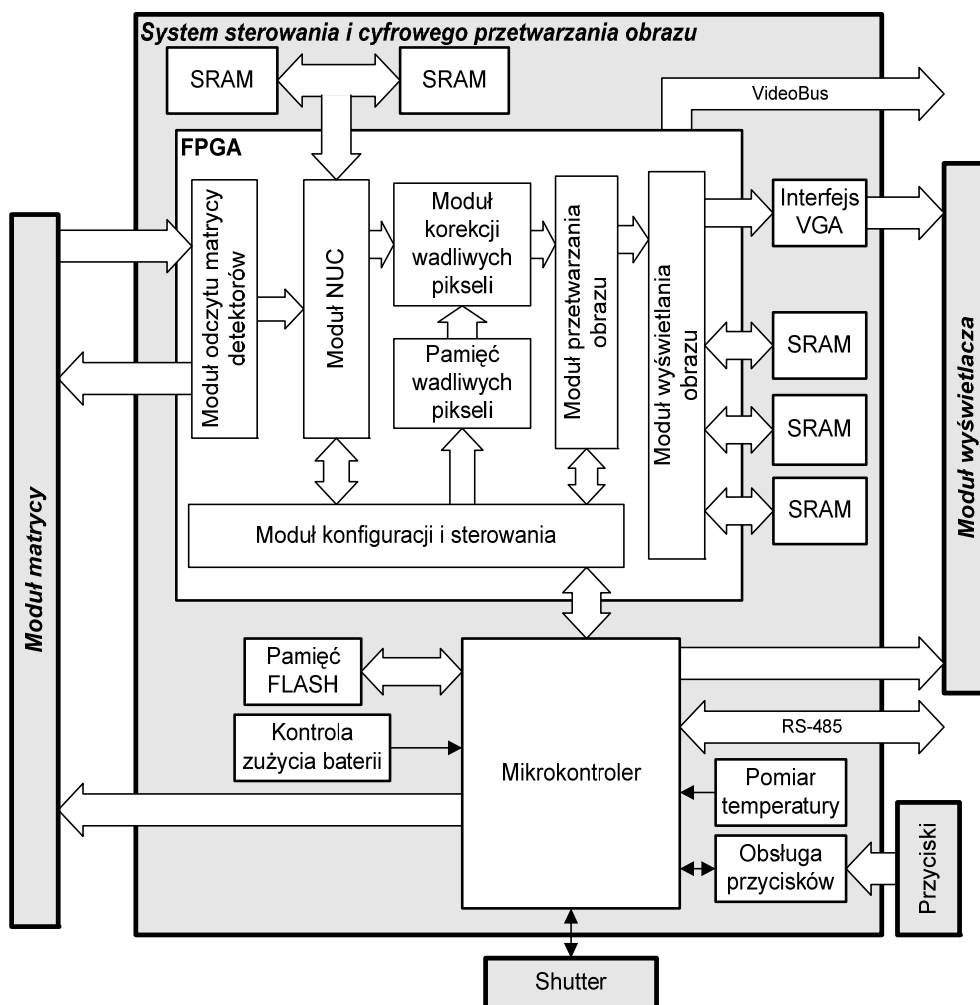 System sterowania i cyfrowego przetwarzania obrazu
SRAM
SRAM
VideoBus
FPGA
Moduł odczytu matrycy
detektorów
Moduł NUC
Moduł
korekcji
wadliwych
pikseli
Pamięć
wadliwych
pikseli
Moduł przetwarzania
obrazu
Moduł wyświetlania
obrazu
Interfejs
VGA
SRAM
SRAM
SRAM
Moduł konfiguracji i sterowania
Moduł matrycy
Moduł wyświetlacza
Pamięć
FLASH
Kontrola
zużycia baterii
Mikrokontroler
RS-485
Pomiar
temperatury
Obsługa
przycisków
Przyciski
Shutter